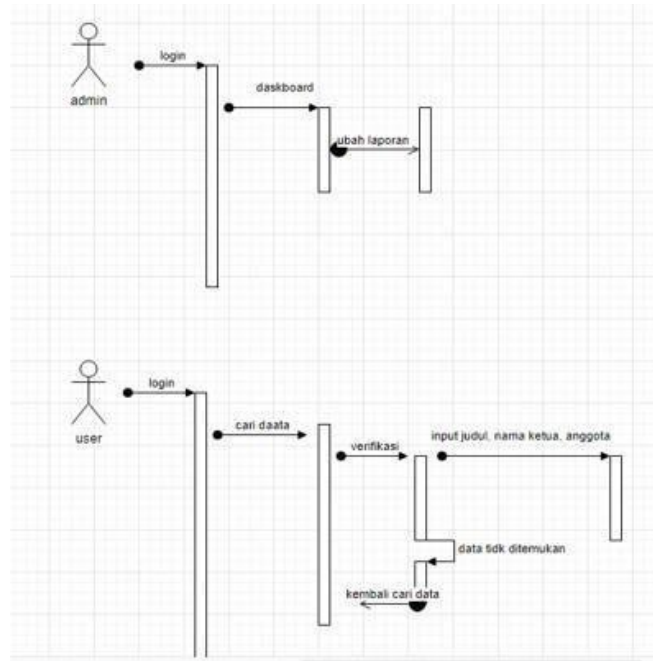 login
admin
daskboard
ubah laporan
login
user
cari daata
verifikasi
input judul, nama ketua, anggota
data tidk ditemukan
kembali cari data